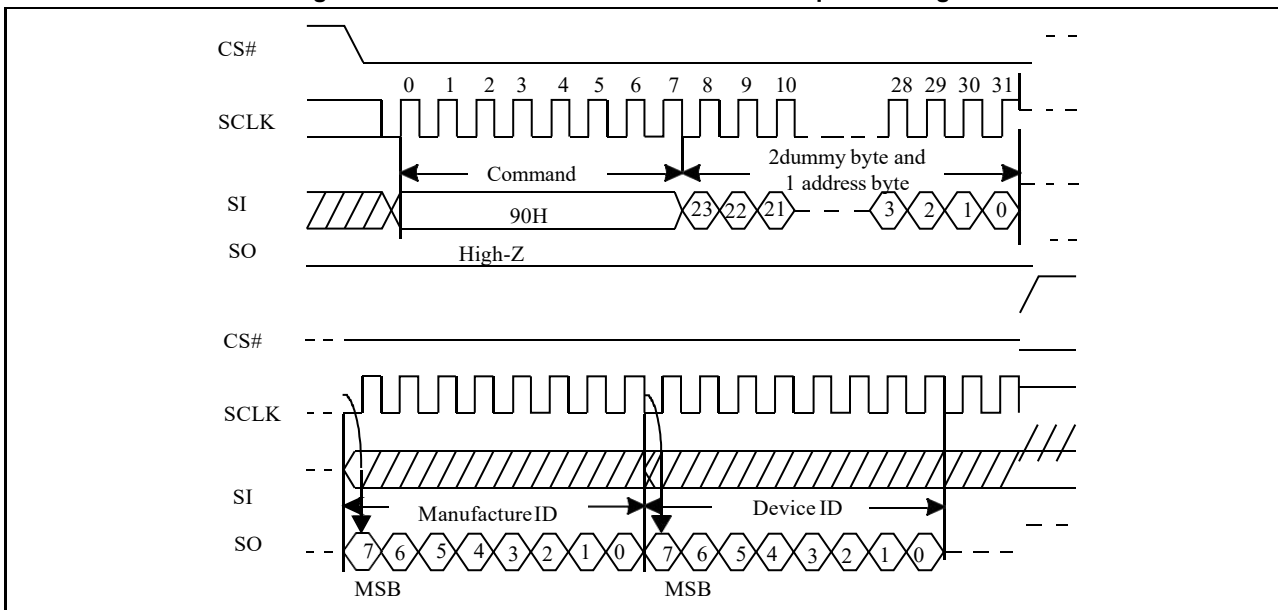 CS#
0 1 2 3 4 5 6 7 8 9 10 28 29 30 31
SCLK
Command
2dummy byte and
1 address byte
SI
90H
23 22 21 3 2 1 0
SO
High-Z
CS#
SCLK
SI
Manufacture ID
Device ID
SO
7 6 5 4 3 2 1 0 7 6 5 4 3 2 1 0
MSB MSB